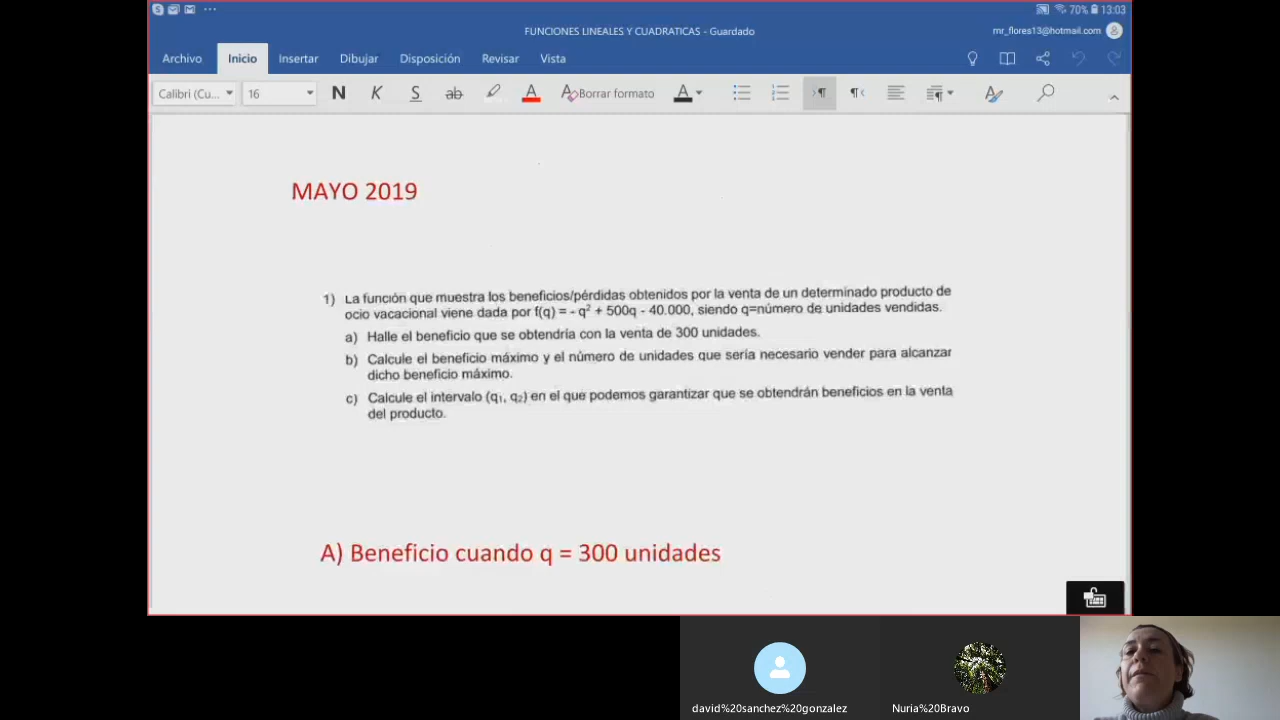 70% 13:03
FUNCIONES LINEALES Y CUADRATICAS - Guardado
mr_flores13@hotmail.com
Archivo Inicio Insertar Dibujar Disposición Revisar Vista
Calibri (Cu... 16 N K S ab A Borrar formato A
MAYO 2019
1) La función que muestra los beneficios/pérdidas obtenidos por la venta de un determinado producto de
ocio vacacional viene dada por f(q) = - q² + 500q - 40.000, siendo q=número de unidades vendidas.
a) Halle el beneficio que se obtendría con la venta de 300 unidades.
b) Calcule el beneficio máximo y el número de unidades que sería necesario vender para alcanzar
dicho beneficio máximo.
c) Calcule el intervalo (q₁, q₂) en el que podemos garantizar que se obtendrán beneficios en la venta
del producto.
A) Beneficio cuando q = 300 unidades
david%20sanchez%20gonzalez
Nuria%20Bravo